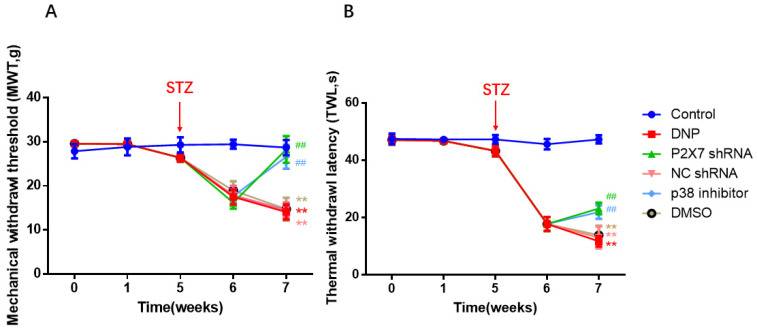 A
B
Mechanical withdrawl threshold (MWT,g)
40
30
20
10
0
STZ
##
##
**
**
**
0 1 5 6 7
Time(weeks)
Thermal withdrawl latency (TWL,s)
60
40
20
0
STZ
##
##
**
**
**
0 1 5 6 7
Time(weeks)
Control
DNP
P2X7 shRNA
NC shRNA
p38 inhibitor
DMSO